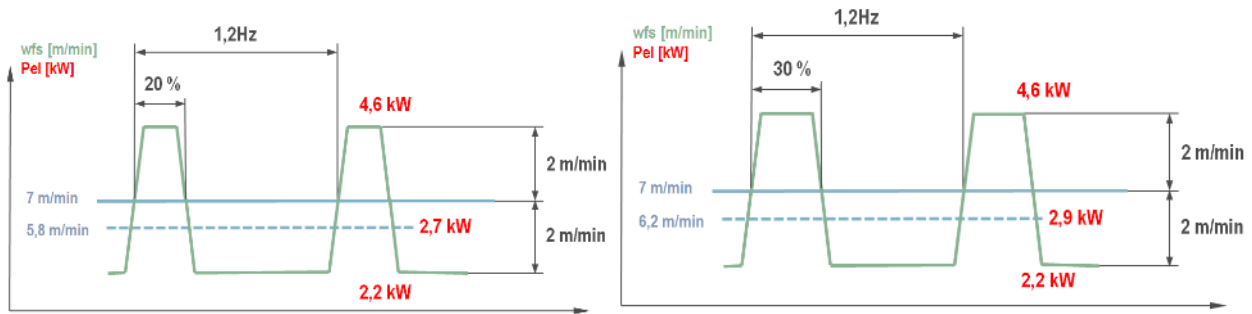 wfs [m/min]
Pel [kW]
1,2Hz
20 %
4,6 kW
2 m/min
7 m/min
5,8 m/min
2,7 kW
2 m/min
2,2 kW
wfs [m/min]
Pel [kW]
1,2Hz
30 %
4,6 kW
2 m/min
7 m/min
6,2 m/min
2,9 kW
2 m/min
2,2 kW